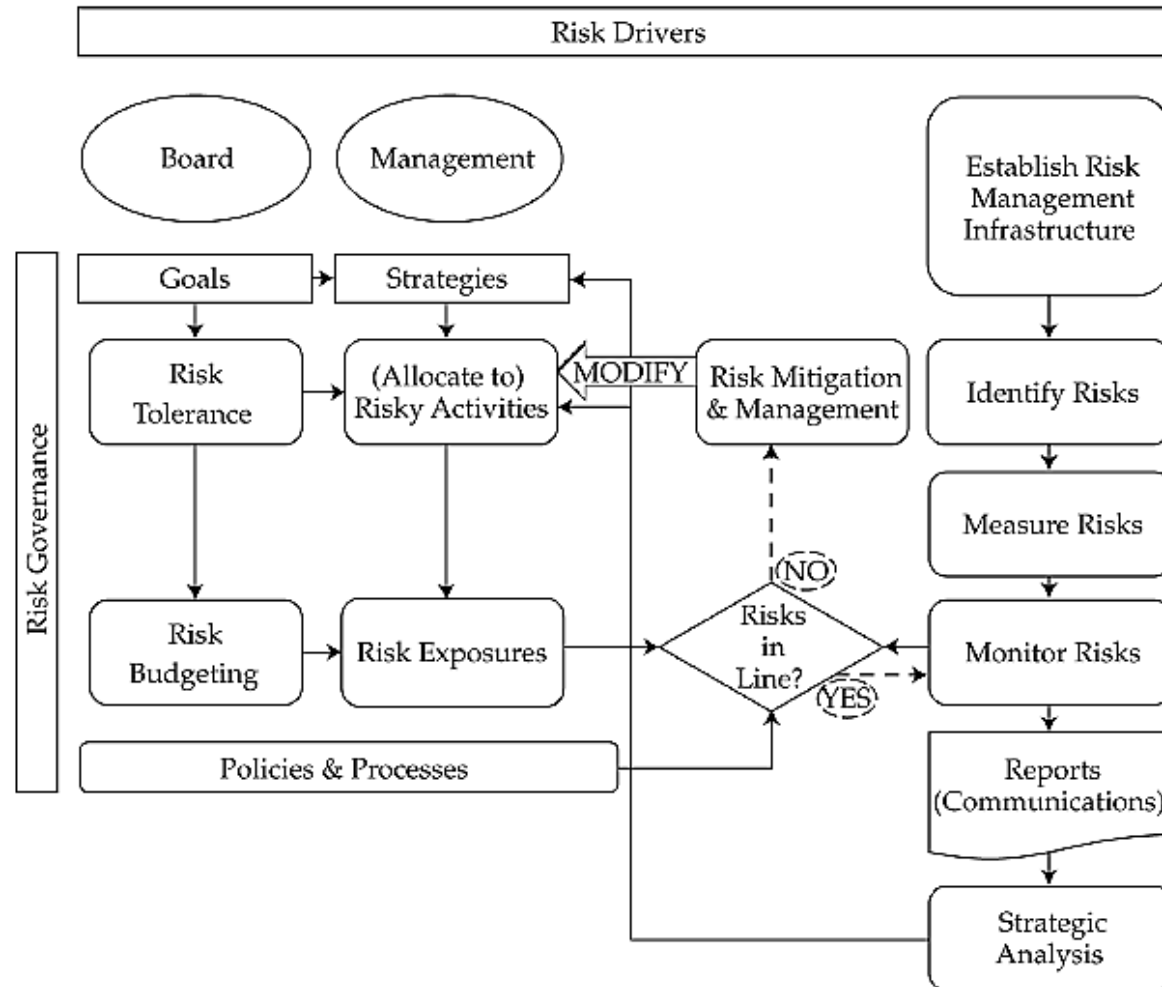 Risk Drivers
Board
Management
Establish Risk
Management
Infrastructure
Risk Governance
Goals
Strategies
Risk
Tolerance
(Allocate to)
Risky Activities
MODIFY
Risk Mitigation
& Management
Identify Risks
Measure Risks
NO
Risk
Budgeting
Risk Exposures
Risks
in
Line?
YES
Monitor Risks
Policies & Processes
Reports
(Communications)
Strategic
Analysis